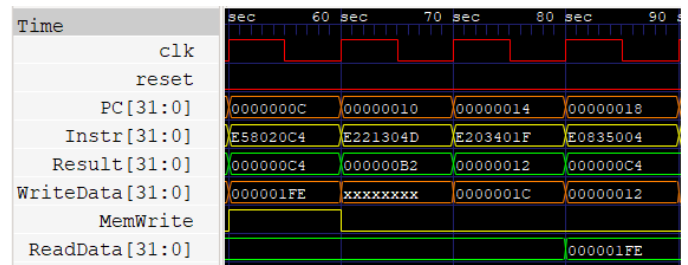 Time sec 60 sec 70 sec 80 sec 90 s
clk
reset
PC[31:0] 0000000C 00000010 00000014 00000018
Instr[31:0] E58020C4 E221304D E203401F E0835004
Result[31:0] 000000C4 000000B2 00000012 000000C4
WriteData[31:0] 000001FE xxxxxxxx 0000001C 00000012
MemWrite
ReadData[31:0] 000001FE